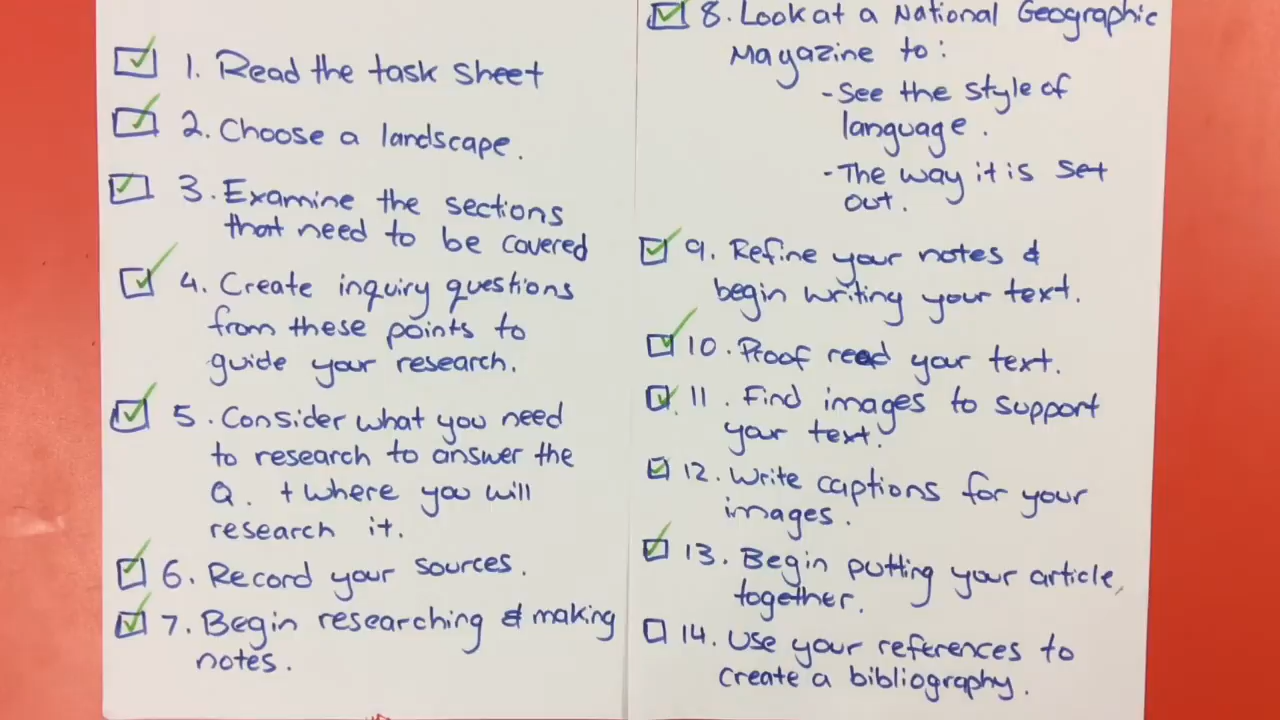 1. Read the task sheet
2. Choose a landscape.
3. Examine the sections
that need to be covered
4. Create inquiry questions
from these points to
guide your research.
5. Consider what you need
to research to answer the
Q. + where you will
research it.
6. Record your sources.
7. Begin researching & making
notes.
8. Look at a National Geographic
Magazine to:
- See the style of
language.
- The way it is set
out.
9. Refine your notes &
begin writing your text.
10. Proof read your text.
11. Find images to support
your text.
12. Write captions for your
images.
13. Begin putting your article,
together.
14. Use your references to
create a bibliography.